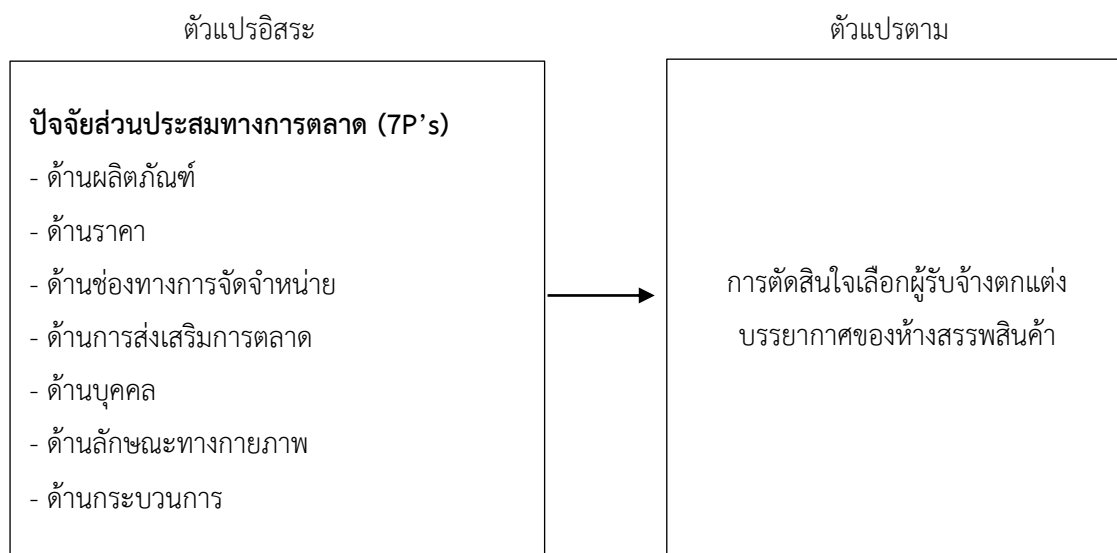 ตัวแปรอิสระ
ตัวแปรตาม
ปัจจัยส่วนประสมทางการตลาด (7P's)
- ด้านผลิตภัณฑ์
- ด้านราคา
- ด้านช่องทางการจัดจำหน่าย
- ด้านการส่งเสริมการตลาด
- ด้านบุคคล
- ด้านลักษณะทางกายภาพ
- ด้านกระบวนการ
การตัดสินใจเลือกผู้รับจ้างตกแต่ง
บรรยากาศของห้างสรรพสินค้า